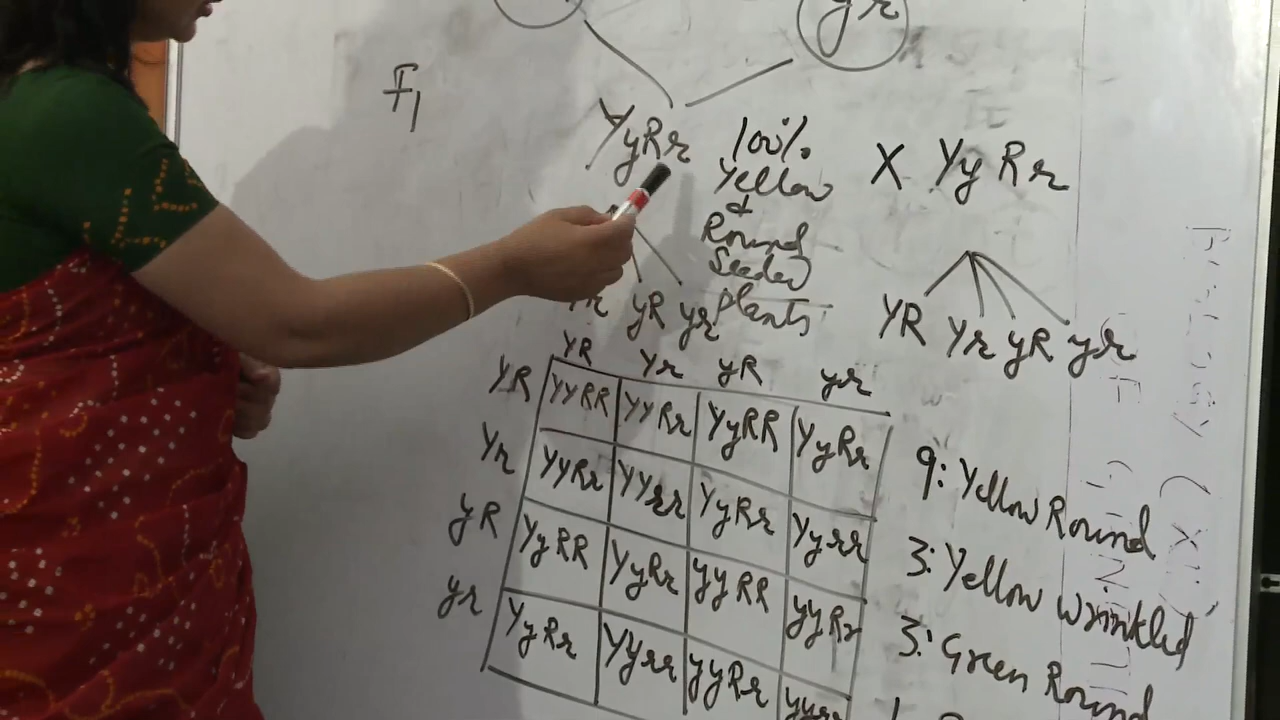 yr
F1
YyRr 100% Yellow & Round Seeded plants X YyRr
Yr yR yr
YR Yr yR yr
YR Yr yR yr
YR YYRR YYRr YyRR YyRr
Yr YYRr YYrr YyRr Yyrr
yR YyRR YyRr yyRR yyRr
yr YyRr Yyrr yyRr yyrr
9: Yellow Round
3: Yellow wrinkled
3: Green Round